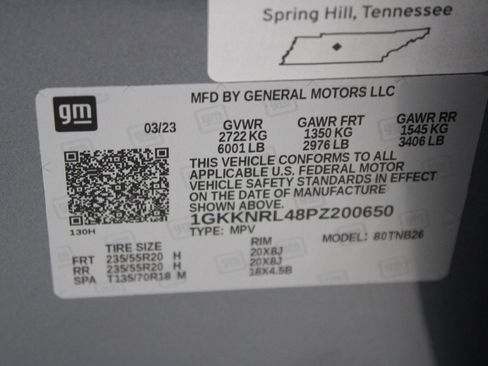 Spring Hill, Tennessee
gm
MFD BY GENERAL MOTORS LLC
03/23 GVWR GAWR FRT GAWR RR
2722 KG 1350 KG 1545 KG
6001 LB 2976 LB 3406 LB
THIS VEHICLE CONFORMS TO ALL
APPLICABLE U.S. FEDERAL MOTOR
VEHICLE SAFETY STANDARDS IN EFFECT
ON THE DATE OF MANUFACTURE
SHOWN ABOVE.
1GKKNRL48PZ200650
130H
TYPE: MPV MODEL: 80TNB26
TIRE SIZE RIM
FRT 235/55R20 H 20X8J
RR 235/55R20 H 20X8J
SPA T135/70R18 M 18X4.5B